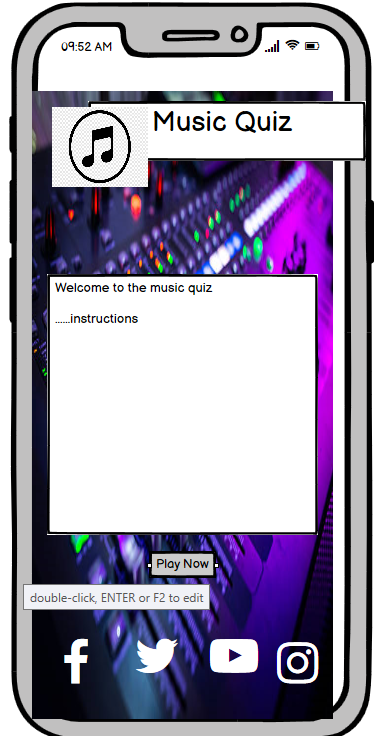 09:52 AM
Music Quiz
Welcome to the music quiz
......instructions
Play Now
double-click, ENTER or F2 to edit